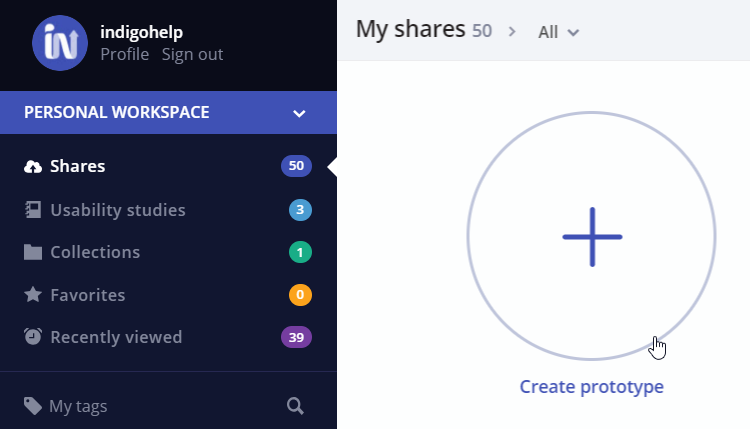 in
indigohelp
Profile Sign out
PERSONAL WORKSPACE
Shares 50
Usability studies 3
Collections 1
Favorites 0
Recently viewed 39
My tags
My shares 50 All
Create prototype